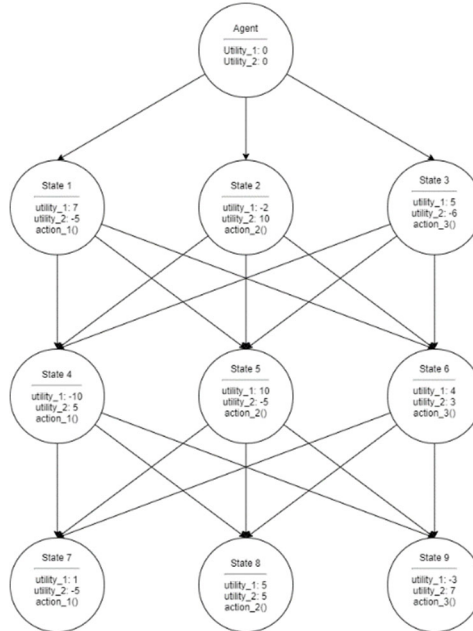 Agent
Utility_1: 0
Utility_2: 0
State 1
utility_1: 7
utility_2: -5
action_1()
State 2
utility_1: -2
utility_2: 10
action_2()
State 3
utility_1: 5
utility_2: -6
action_3()
State 4
utility_1: -10
utility_2: 5
action_1()
State 5
utility_1: 10
utility_2: -5
action_2()
State 6
utility_1: 4
utility_2: 3
action_3()
State 7
utility_1: 1
utility_2: -5
action_1()
State 8
utility_1: 5
utility_2: 5
action_2()
State 9
utility_1: -3
utility_2: 7
action_3()